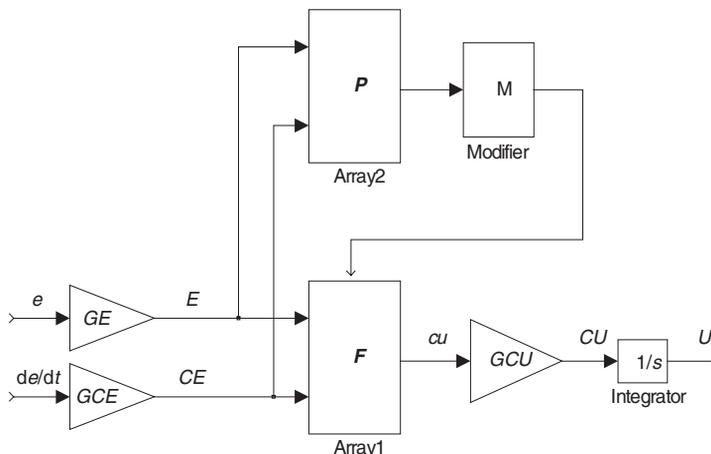 P
Array2
M
Modifier
e
GE
E
de/dt
GCE
CE
F
Array1
cu
GCU
CU
1/s
Integrator
U